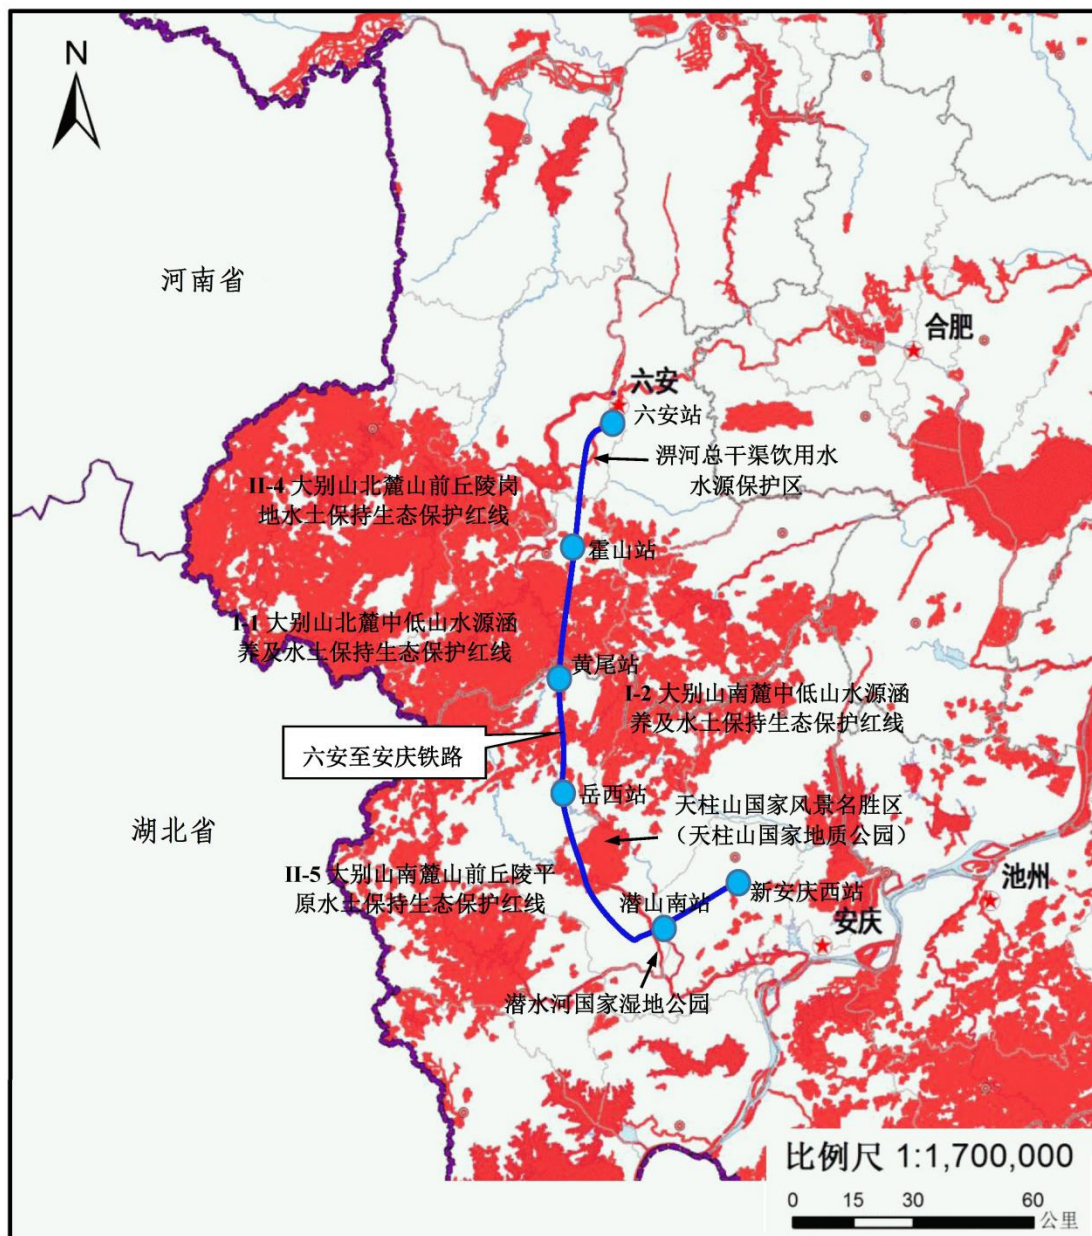 N
河南省
合肥
六安
六安站
淠河总干渠饮用水
水源保护区
II-4 大别山北麓山前丘陵岗
地水土保持生态保护红线
霍山站
I-1 大别山北麓中低山水源涵
养及水土保持生态保护红线
黄尾站
I-2 大别山南麓中低山水源涵
养及水土保持生态保护红线
六安至安庆铁路
岳西站
天柱山国家风景名胜区
（天柱山国家地质公园）
湖北省
II-5 大别山南麓山前丘陵平
原水土保持生态保护红线
潜山南站
新安庆西站
池州
安庆
潜水河国家湿地公园
比例尺 1:1,700,000
0 15 30 60
公里